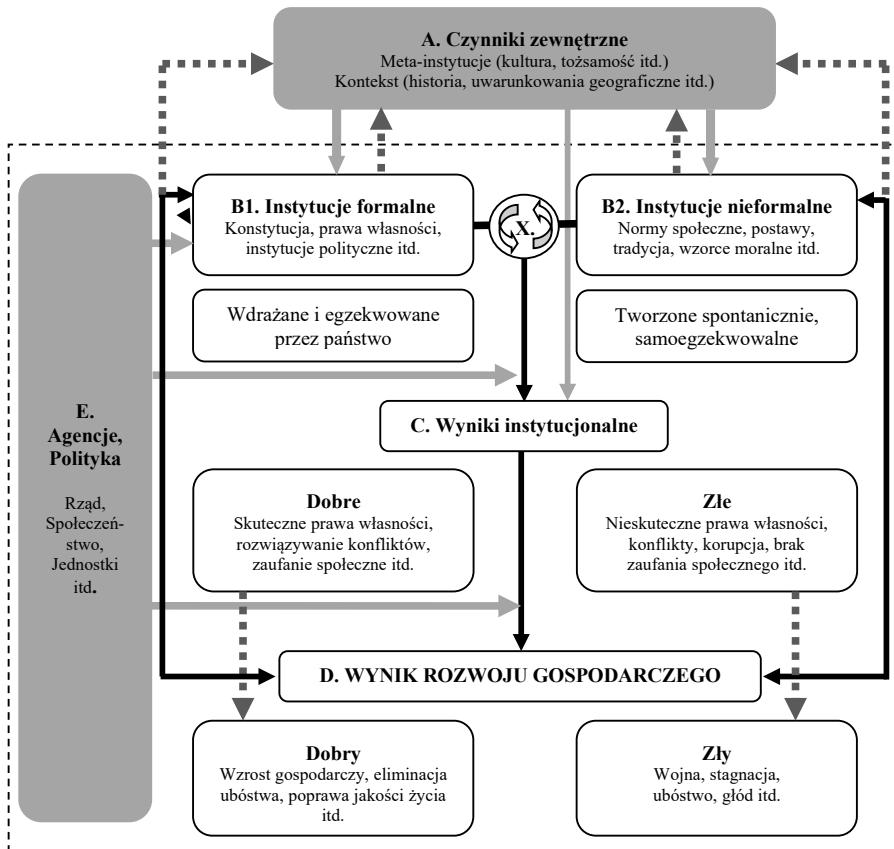 A. Czynniki zewnętrzne
Meta-instytucje (kultura, tożsamość itd.)
Kontekst (historia, uwarunkowania geograficzne itd.)
B1. Instytucje formalne
Konstytucja, prawa własności,
instytucje polityczne itd.
X.
B2. Instytucje nieformalne
Normy społeczne, postawy,
tradycja, wzorce moralne itd.
Wdrażane i egzekwowane
przez państwo
Tworzone spontanicznie,
samoegzekwowalne
E.
Agencje,
Polityka
Rząd,
Społeczeń-
stwo,
Jednostki
itd.
C. Wyniki instytucjonalne
Dobre
Skuteczne prawa własności,
rozwiązywanie konfliktów,
zaufanie społeczne itd.
Złe
Nieskuteczne prawa własności,
konflikty, korupcja, brak
zaufania społecznego itd.
D. WYNIK ROZWOJU GOSPODARCZEGO
Dobry
Wzrost gospodarczy, eliminacja
ubóstwa, poprawa jakości życia
itd.
Zły
Wojna, stagnacja,
ubóstwo, głód itd.